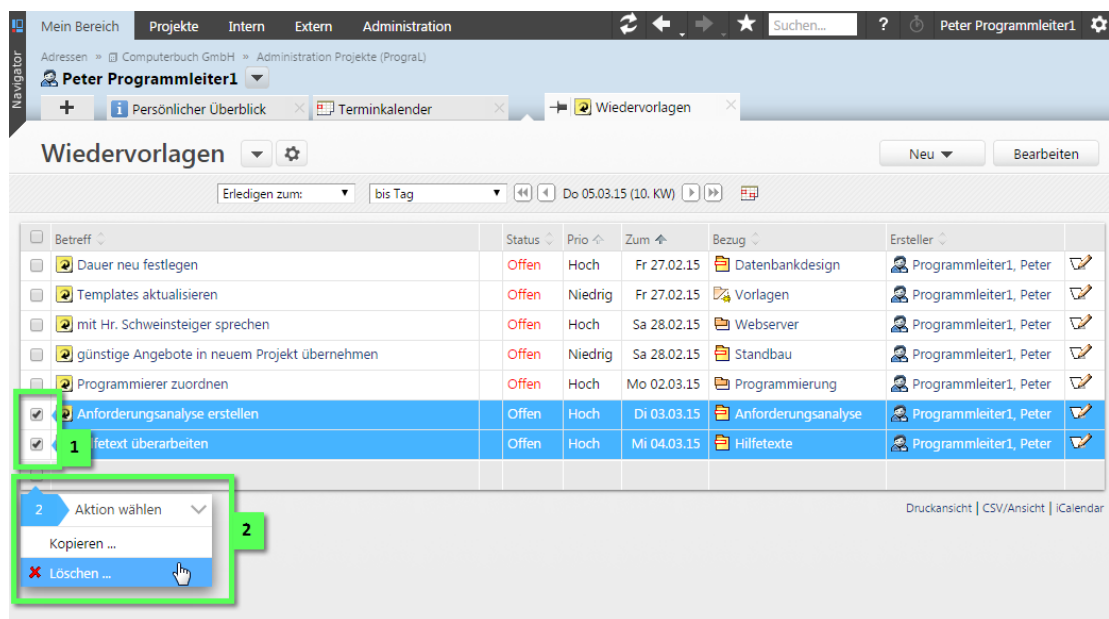 Mein Bereich Projekte Intern Extern Administration Suchen... ? Peter Programmleiter1
Navigator
Adressen » Computerbuch GmbH » Administration Projekte (PrograL)
Peter Programmleiter1
+ Persönlicher Überblick Terminkalender Wiedervorlagen
Wiedervorlagen Neu Bearbeiten
Erledigen zum: bis Tag Do 05.03.15 (10. KW)
Betreff Status Prio Zum Bezug Ersteller
Dauer neu festlegen Offen Hoch Fr 27.02.15 Datenbankdesign Programmleiter1, Peter
Templates aktualisieren Offen Niedrig Fr 27.02.15 Vorlagen Programmleiter1, Peter
mit Hr. Schweinsteiger sprechen Offen Hoch Sa 28.02.15 Webserver Programmleiter1, Peter
günstige Angebote in neuem Projekt übernehmen Offen Niedrig Sa 28.02.15 Standbau Programmleiter1, Peter
Programmierer zuordnen Offen Hoch Mo 02.03.15 Programmierung Programmleiter1, Peter
Anforderungsanalyse erstellen Offen Hoch Di 03.03.15 Anforderungsanalyse Programmleiter1, Peter
1 überarbeiten Offen Hoch Mi 04.03.15 Hilfetexte Programmleiter1, Peter
2 Aktion wählen Druckansicht | CSV/Ansicht | iCalendar
2
Kopieren ...
Löschen ...